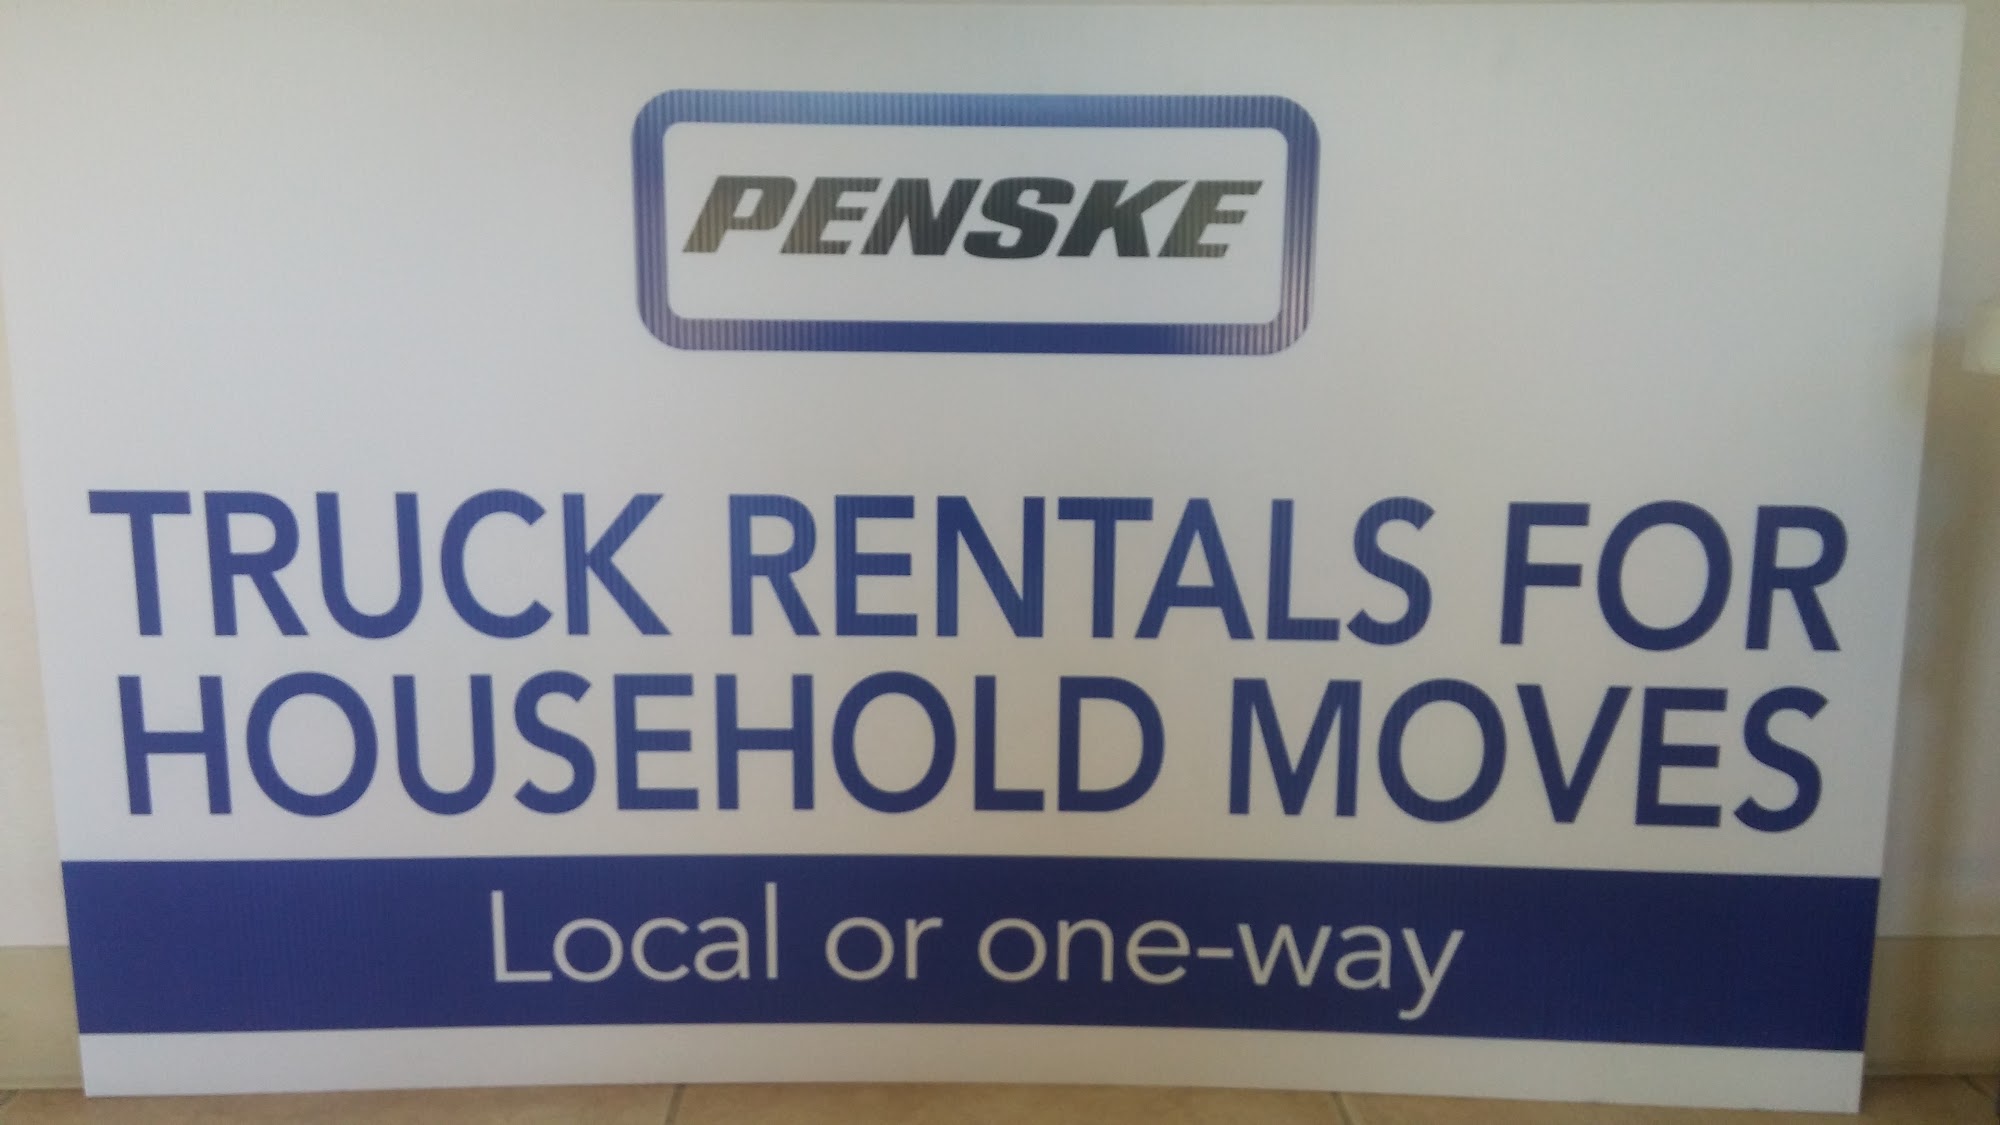 PENSKE
TRUCK RENTALS FOR
HOUSEHOLD MOVES
Local or one-way